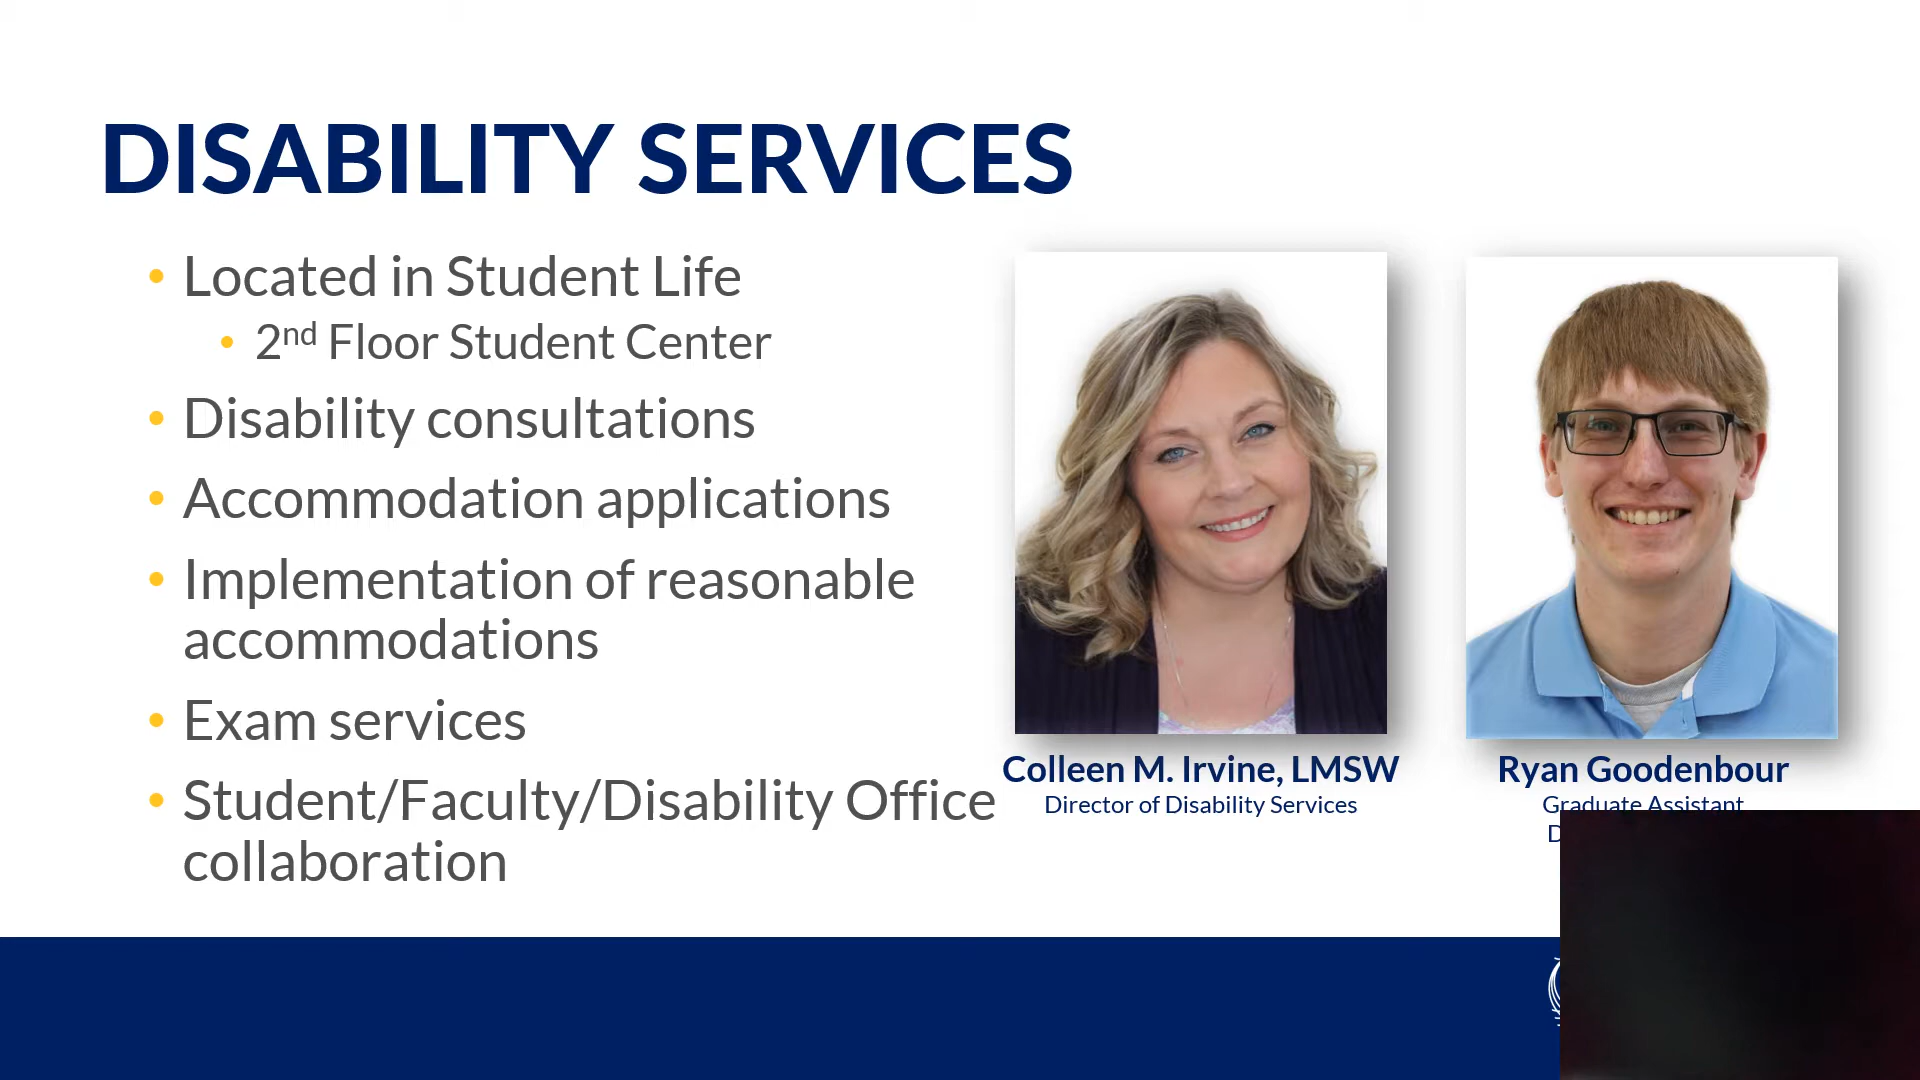 DISABILITY SERVICES
• Located in Student Life
• 2nd Floor Student Center
• Disability consultations
• Accommodation applications
• Implementation of reasonable
accommodations
• Exam services
• Student/Faculty/Disability Office
collaboration
Colleen M. Irvine, LMSW
Director of Disability Services
Ryan Goodenbour
Graduate Assistant